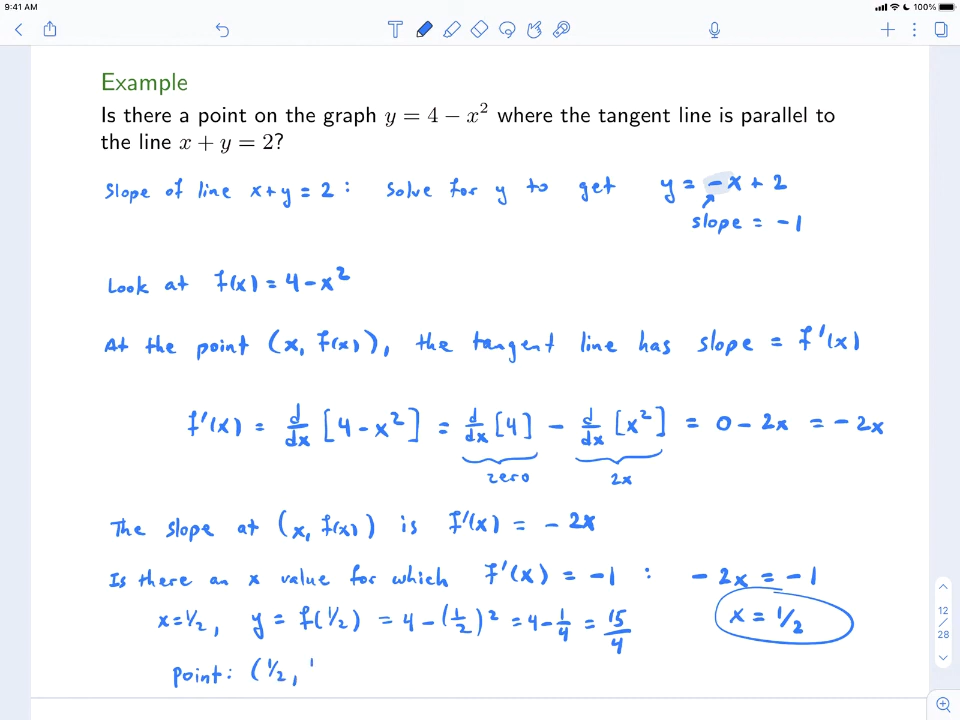 9:41 AM
100%
Example
Is there a point on the graph y = 4 − x² where the tangent line is parallel to
the line x + y = 2?
Slope of line x+y = 2 : Solve for y to get y = -x + 2
slope = -1
Look at f(x) = 4-x²
At the point (x, f(x)), the tangent line has slope = f'(x)
f'(x) = d/dx [4-x²] = d/dx [4] - d/dx [x²] = 0 - 2x = -2x
zero 2x
The slope at (x, f(x)) is f'(x) = -2x
Is there an x value for which f'(x) = -1 : -2x = -1
x=1/2, y = f(1/2) = 4-(1/2)² = 4-1/4 = 15/4 x = 1/2
point: (1/2,
12
/
28